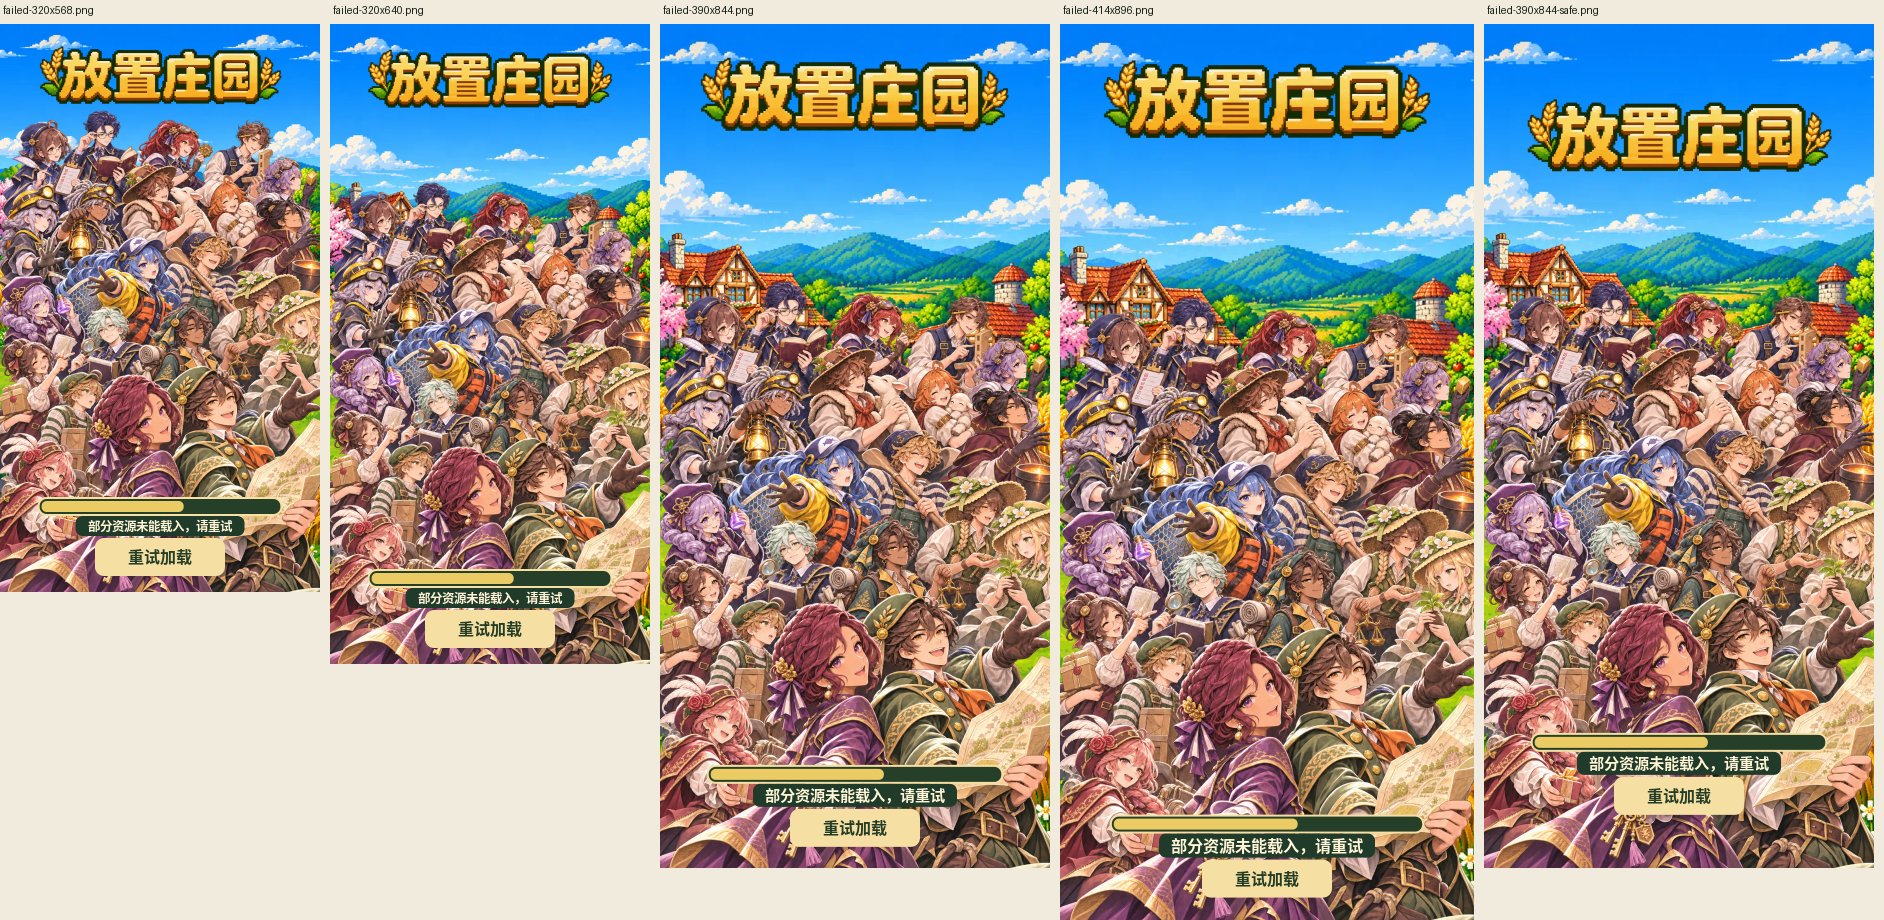 failed-320x568.png
放置庄园
部分资源未能载入，请重试
重试加载
failed-320x640.png
放置庄园
部分资源未能载入，请重试
重试加载
failed-390x844.png
放置庄园
部分资源未能载入，请重试
重试加载
failed-414x896.png
放置庄园
部分资源未能载入，请重试
重试加载
failed-390x844-safe.png
放置庄园
部分资源未能载入，请重试
重试加载